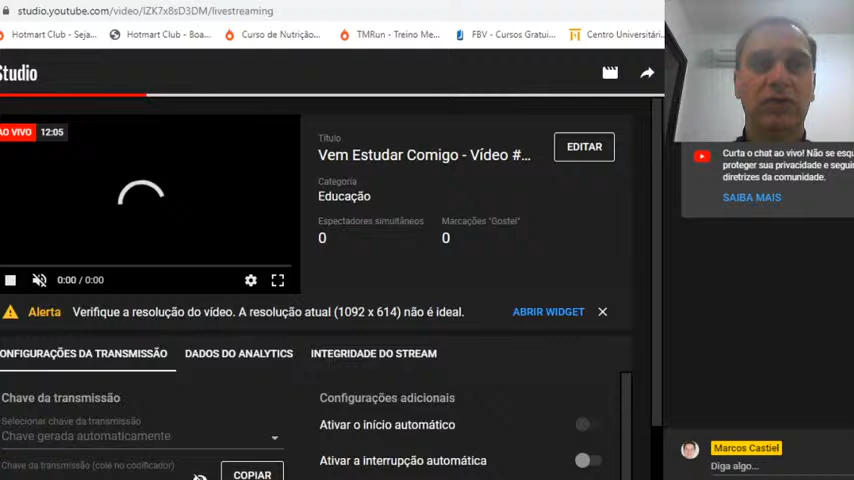 studio.youtube.com/video/lZK7x8sD3DM/livestreaming
Hotmart Club - Seja...
Hotmart Club - Boa...
Curso de Nutrição...
TMRun - Treino Me...
FBV - Cursos Gratui...
Centro Universitári...
Studio
AO VIVO 12:05
Título
Vem Estudar Comigo - Vídeo #...
EDITAR
Categoria
Educação
Espectadores simultâneos
Marcações "Gostei"
0
0
0:00 / 0:00
Curta o chat ao vivo! Não se esqu
proteger sua privacidade e seguir
diretrizes da comunidade.
SAIBA MAIS
Alerta Verifique a resolução do vídeo. A resolução atual (1092 x 614) não é ideal.
ABRIR WIDGET
ONFIGURAÇÕES DA TRANSMISSÃO
DADOS DO ANALYTICS
INTEGRIDADE DO STREAM
Chave da transmissão
Selecionar chave da transmissão
Chave gerada automaticamente
Chave da transmissão (cole no codificador)
COPIAR
Configurações adicionais
Ativar o início automático
Ativar a interrupção automática
Marcos Castiel
Diga algo...